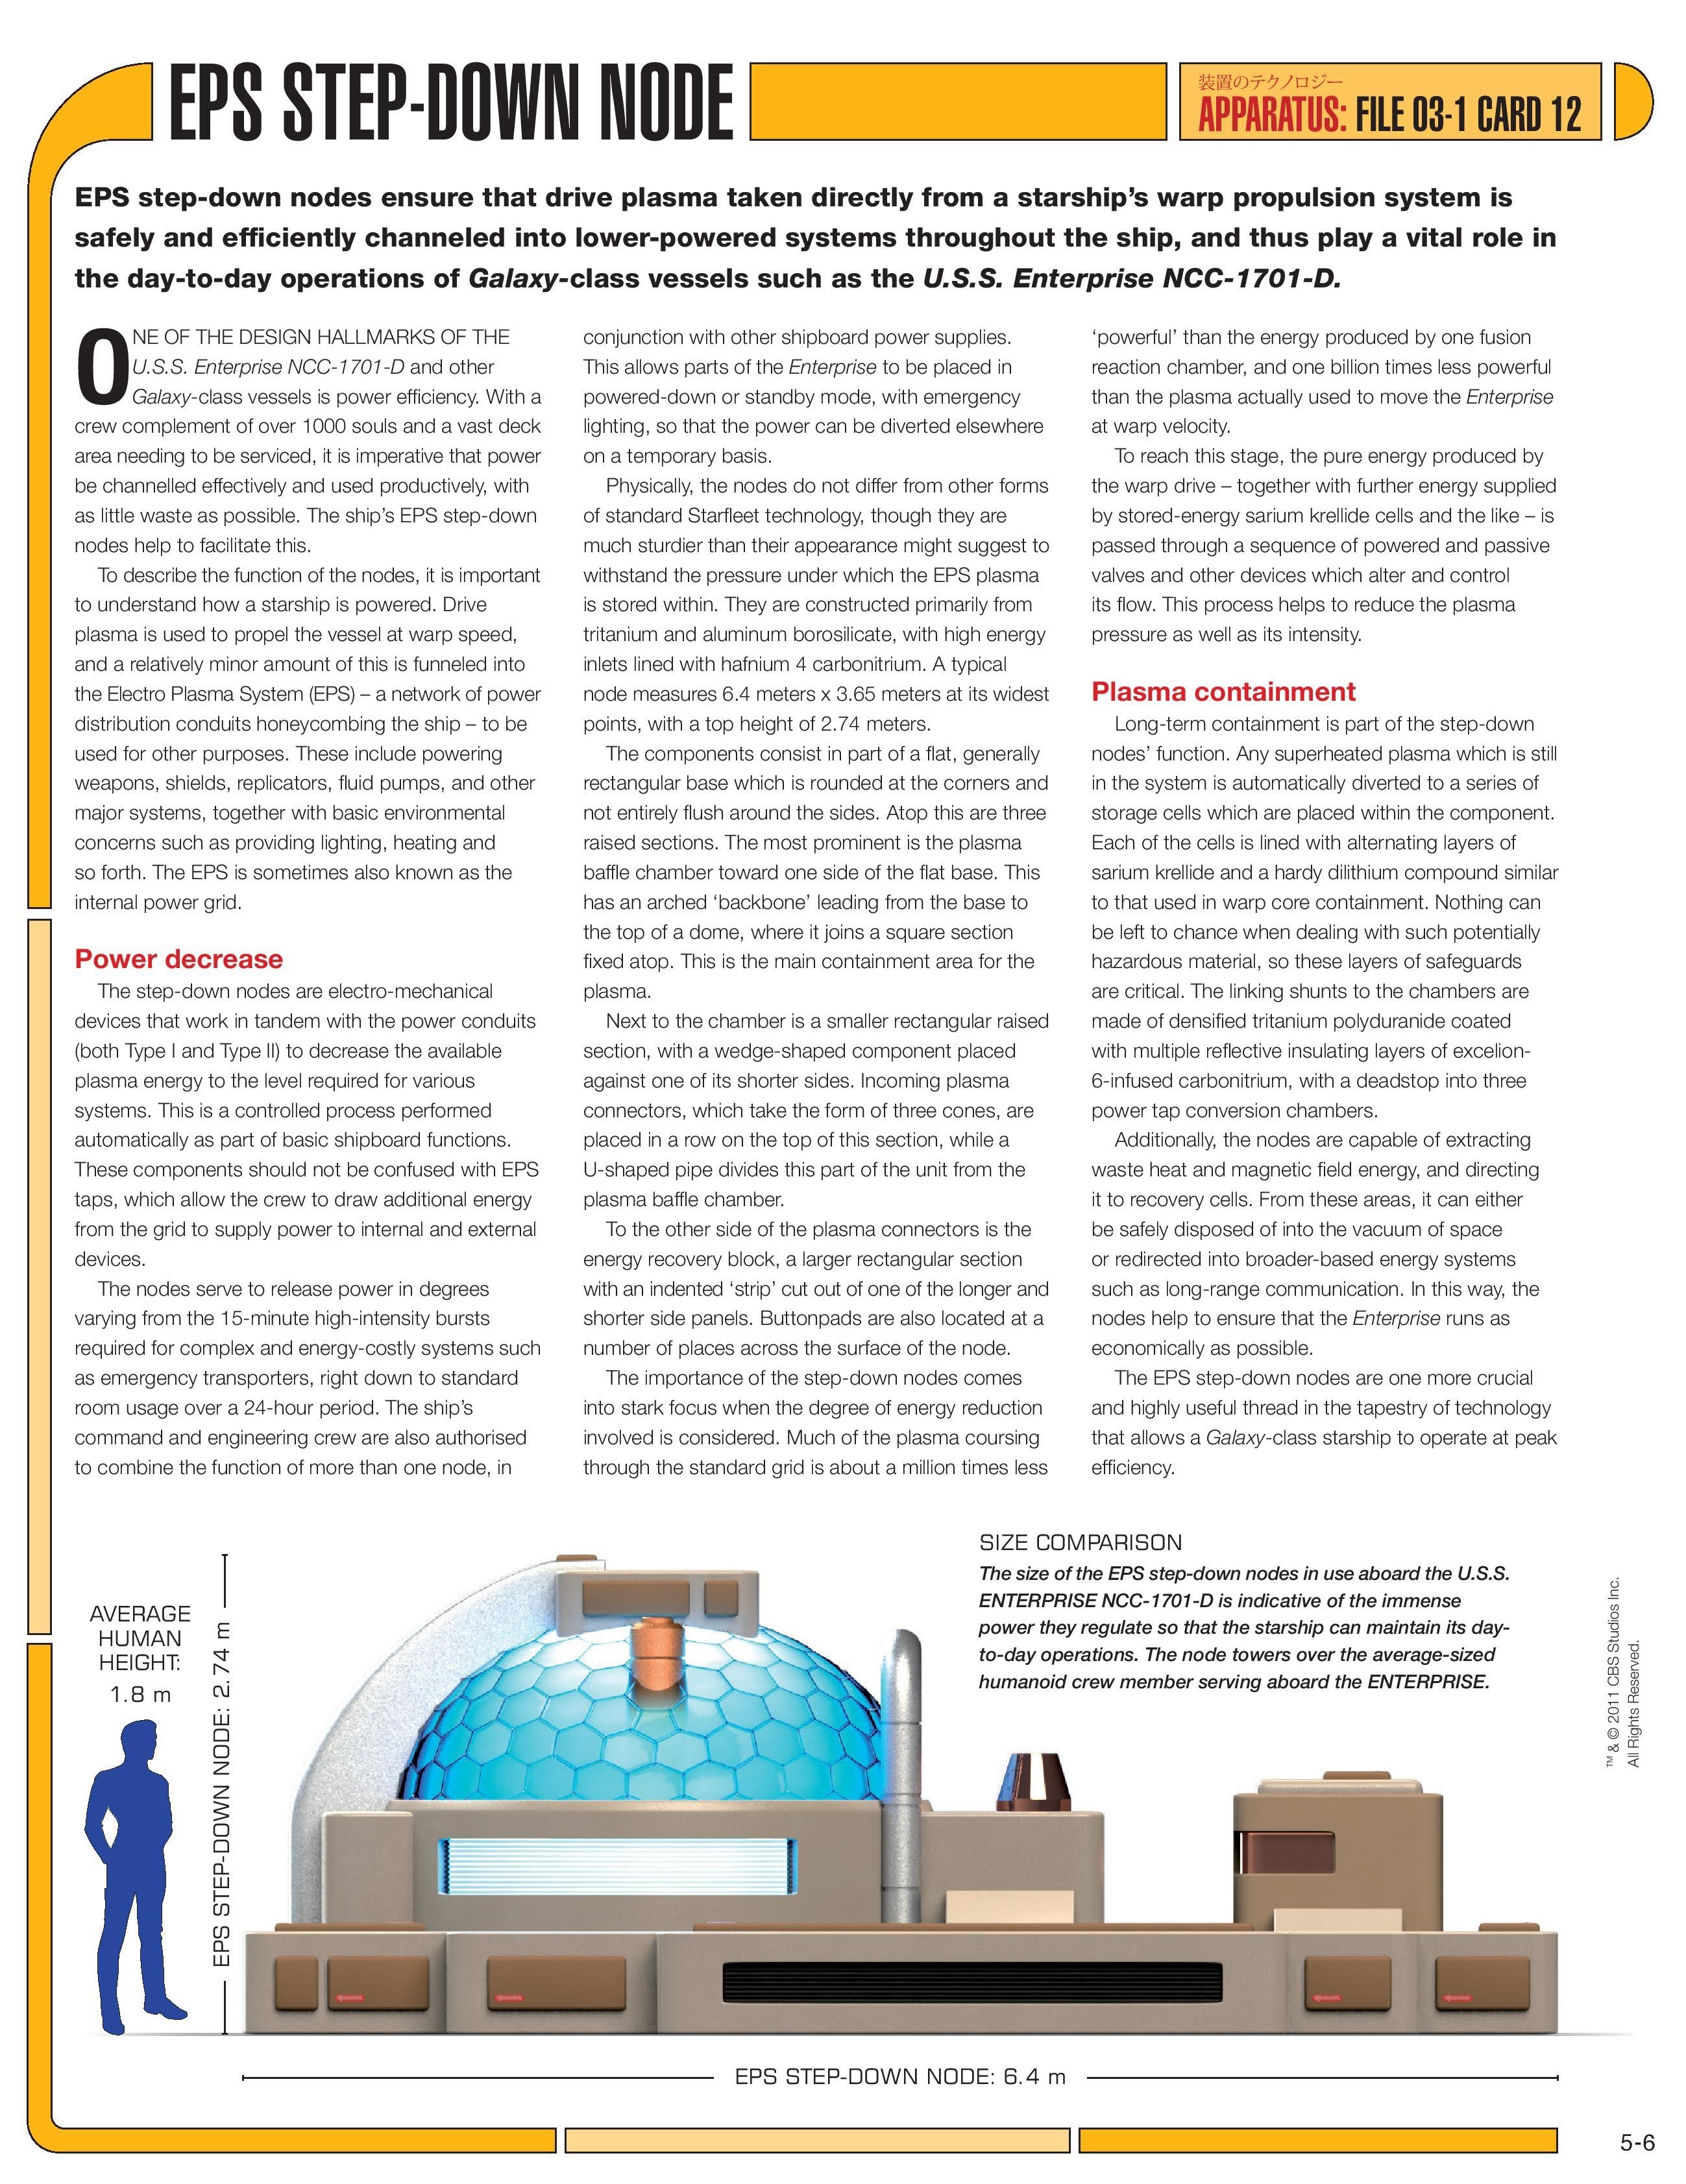 EPS STEP-DOWN NODE
装置のテクノロジー
APPARATUS: FILE 03-1 CARD 12
EPS step-down nodes ensure that drive plasma taken directly from a starship’s warp propulsion system is
safely and efficiently channeled into lower-powered systems throughout the ship, and thus play a vital role in
the day-to-day operations of Galaxy-class vessels such as the U.S.S. Enterprise NCC-1701-D.
ONE OF THE DESIGN HALLMARKS OF THE
U.S.S. Enterprise NCC-1701-D and other
Galaxy-class vessels is power efficiency. With a
crew complement of over 1000 souls and a vast deck
area needing to be serviced, it is imperative that power
be channelled effectively and used productively, with
as little waste as possible. The ship’s EPS step-down
nodes help to facilitate this.
To describe the function of the nodes, it is important
to understand how a starship is powered. Drive
plasma is used to propel the vessel at warp speed,
and a relatively minor amount of this is funneled into
the Electro Plasma System (EPS) – a network of power
distribution conduits honeycombing the ship – to be
used for other purposes. These include powering
weapons, shields, replicators, fluid pumps, and other
major systems, together with basic environmental
concerns such as providing lighting, heating and
so forth. The EPS is sometimes also known as the
internal power grid.
Power decrease
The step-down nodes are electro-mechanical
devices that work in tandem with the power conduits
(both Type I and Type II) to decrease the available
plasma energy to the level required for various
systems. This is a controlled process performed
automatically as part of basic shipboard functions.
These components should not be confused with EPS
taps, which allow the crew to draw additional energy
from the grid to supply power to internal and external
devices.
The nodes serve to release power in degrees
varying from the 15-minute high-intensity bursts
required for complex and energy-costly systems such
as emergency transporters, right down to standard
room usage over a 24-hour period. The ship’s
command and engineering crew are also authorised
to combine the function of more than one node, in
conjunction with other shipboard power supplies.
This allows parts of the Enterprise to be placed in
powered-down or standby mode, with emergency
lighting, so that the power can be diverted elsewhere
on a temporary basis.
Physically, the nodes do not differ from other forms
of standard Starfleet technology, though they are
much sturdier than their appearance might suggest to
withstand the pressure under which the EPS plasma
is stored within. They are constructed primarily from
tritanium and aluminum borosilicate, with high energy
inlets lined with hafnium 4 carbonitrium. A typical
node measures 6.4 meters x 3.65 meters at its widest
points, with a top height of 2.74 meters.
The components consist in part of a flat, generally
rectangular base which is rounded at the corners and
not entirely flush around the sides. Atop this are three
raised sections. The most prominent is the plasma
baffle chamber toward one side of the flat base. This
has an arched ‘backbone’ leading from the base to
the top of a dome, where it joins a square section
fixed atop. This is the main containment area for the
plasma.
Next to the chamber is a smaller rectangular raised
section, with a wedge-shaped component placed
against one of its shorter sides. Incoming plasma
connectors, which take the form of three cones, are
placed in a row on the top of this section, while a
U-shaped pipe divides this part of the unit from the
plasma baffle chamber.
To the other side of the plasma connectors is the
energy recovery block, a larger rectangular section
with an indented ‘strip’ cut out of one of the longer and
shorter side panels. Buttonpads are also located at a
number of places across the surface of the node.
The importance of the step-down nodes comes
into stark focus when the degree of energy reduction
involved is considered. Much of the plasma coursing
through the standard grid is about a million times less
‘powerful’ than the energy produced by one fusion
reaction chamber, and one billion times less powerful
than the plasma actually used to move the Enterprise
at warp velocity.
To reach this stage, the pure energy produced by
the warp drive – together with further energy supplied
by stored-energy sarium krellide cells and the like – is
passed through a sequence of powered and passive
valves and other devices which alter and control
its flow. This process helps to reduce the plasma
pressure as well as its intensity.
Plasma containment
Long-term containment is part of the step-down
nodes’ function. Any superheated plasma which is still
in the system is automatically diverted to a series of
storage cells which are placed within the component.
Each of the cells is lined with alternating layers of
sarium krellide and a hardy dilithium compound similar
to that used in warp core containment. Nothing can
be left to chance when dealing with such potentially
hazardous material, so these layers of safeguards
are critical. The linking shunts to the chambers are
made of densified tritanium polyduranide coated
with multiple reflective insulating layers of excelion-
6-infused carbonitrium, with a deadstop into three
power tap conversion chambers.
Additionally, the nodes are capable of extracting
waste heat and magnetic field energy, and directing
it to recovery cells. From these areas, it can either
be safely disposed of into the vacuum of space
or redirected into broader-based energy systems
such as long-range communication. In this way, the
nodes help to ensure that the Enterprise runs as
economically as possible.
The EPS step-down nodes are one more crucial
and highly useful thread in the tapestry of technology
that allows a Galaxy-class starship to operate at peak
efficiency.
SIZE COMPARISON
The size of the EPS step-down nodes in use aboard the U.S.S.
ENTERPRISE NCC-1701-D is indicative of the immense
power they regulate so that the starship can maintain its day-
to-day operations. The node towers over the average-sized
humanoid crew member serving aboard the ENTERPRISE.
AVERAGE
HUMAN
HEIGHT:
1.8 m
EPS STEP-DOWN NODE: 2.74 m
EPS STEP-DOWN NODE: 6.4 m
™ & © 2011 CBS Studios Inc.
All Rights Reserved.
5-6